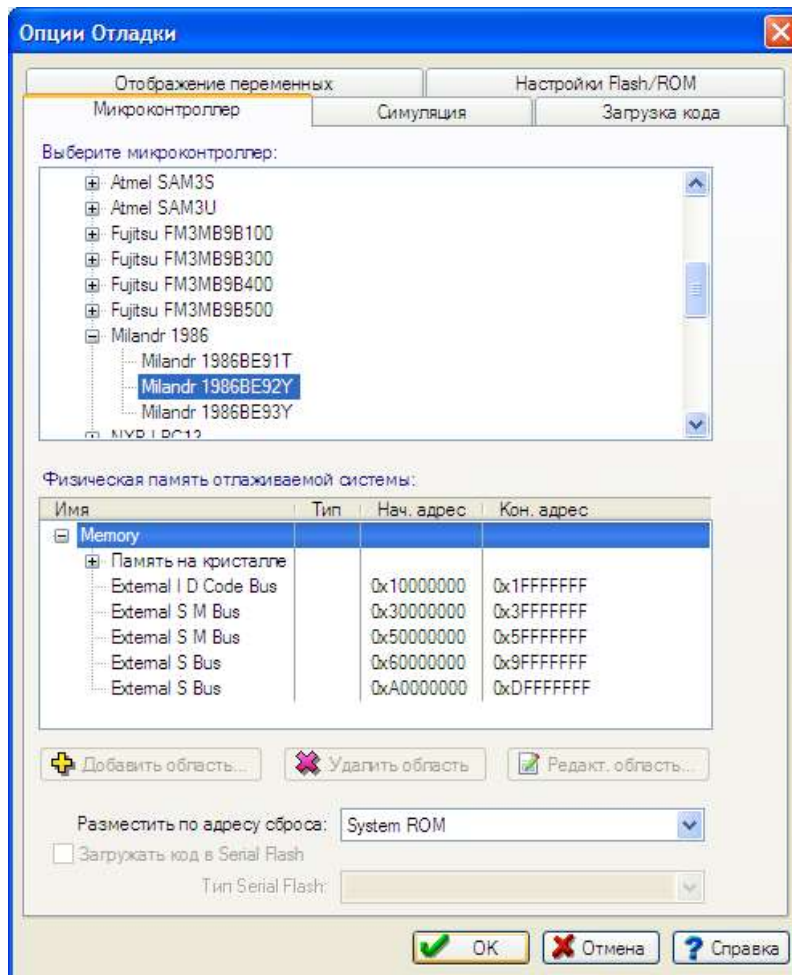 Опции Отладки
Отображение переменных Настройки Flash/ROM
Микроконтроллер Симуляция Загрузка кода
Выберите микроконтроллер:
Atmel SAM3S
Atmel SAM3U
Fujitsu FM3MB9B100
Fujitsu FM3MB9B300
Fujitsu FM3MB9B400
Fujitsu FM3MB9B500
Milandr 1986
Milandr 1986BE91T
Milandr 1986BE92Y
Milandr 1986BE93Y
NXP LPC13
Физическая память отлаживаемой системы:
Имя Тип Нач. адрес Кон. адрес
Memory
Память на кристалле
External I D Code Bus 0x10000000 0x1FFFFFFF
External S M Bus 0x30000000 0x3FFFFFFF
External S M Bus 0x50000000 0x5FFFFFFF
External S Bus 0x60000000 0x9FFFFFFF
External S Bus 0xA0000000 0xDFFFFFFF
Добавить область... Удалить область Редакт. область...
Разместить по адресу сброса: System ROM
Загружать код в Serial Flash
Тип Serial Flash:
OK Отмена Справка